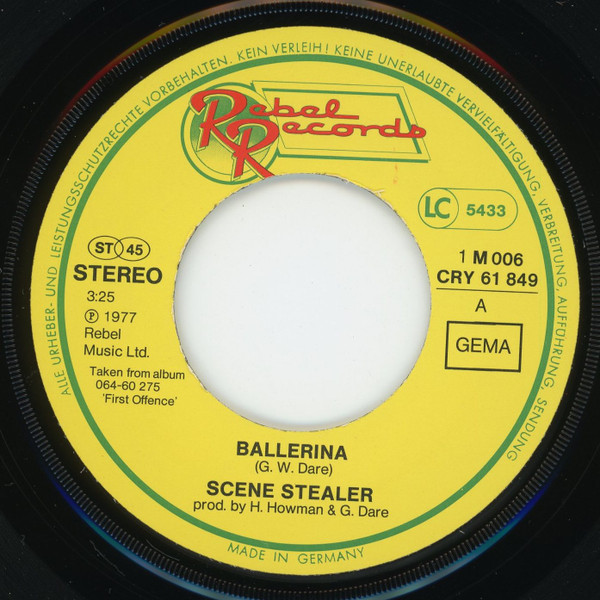 ALLE URHEBER- UND LEISTUNGSSCHUTZRECHTE VORBEHALTEN. KEIN VERLEIH! KEINE UNERLAUBTE VERVIELFÄLTIGUNG, VERBREITUNG, AUFFÜHRUNG, SENDUNG
Rebel
Records
R
LC 5433
ST 45
STEREO
3:25
Ⓟ 1977
Rebel
Music Ltd.
Taken from album
064-60 275
'First Offence'
1 M 006
CRY 61 849
A
GEMA
BALLERINA
(G. W. Dare)
SCENE STEALER
prod. by H. Howman & G. Dare
MADE IN GERMANY